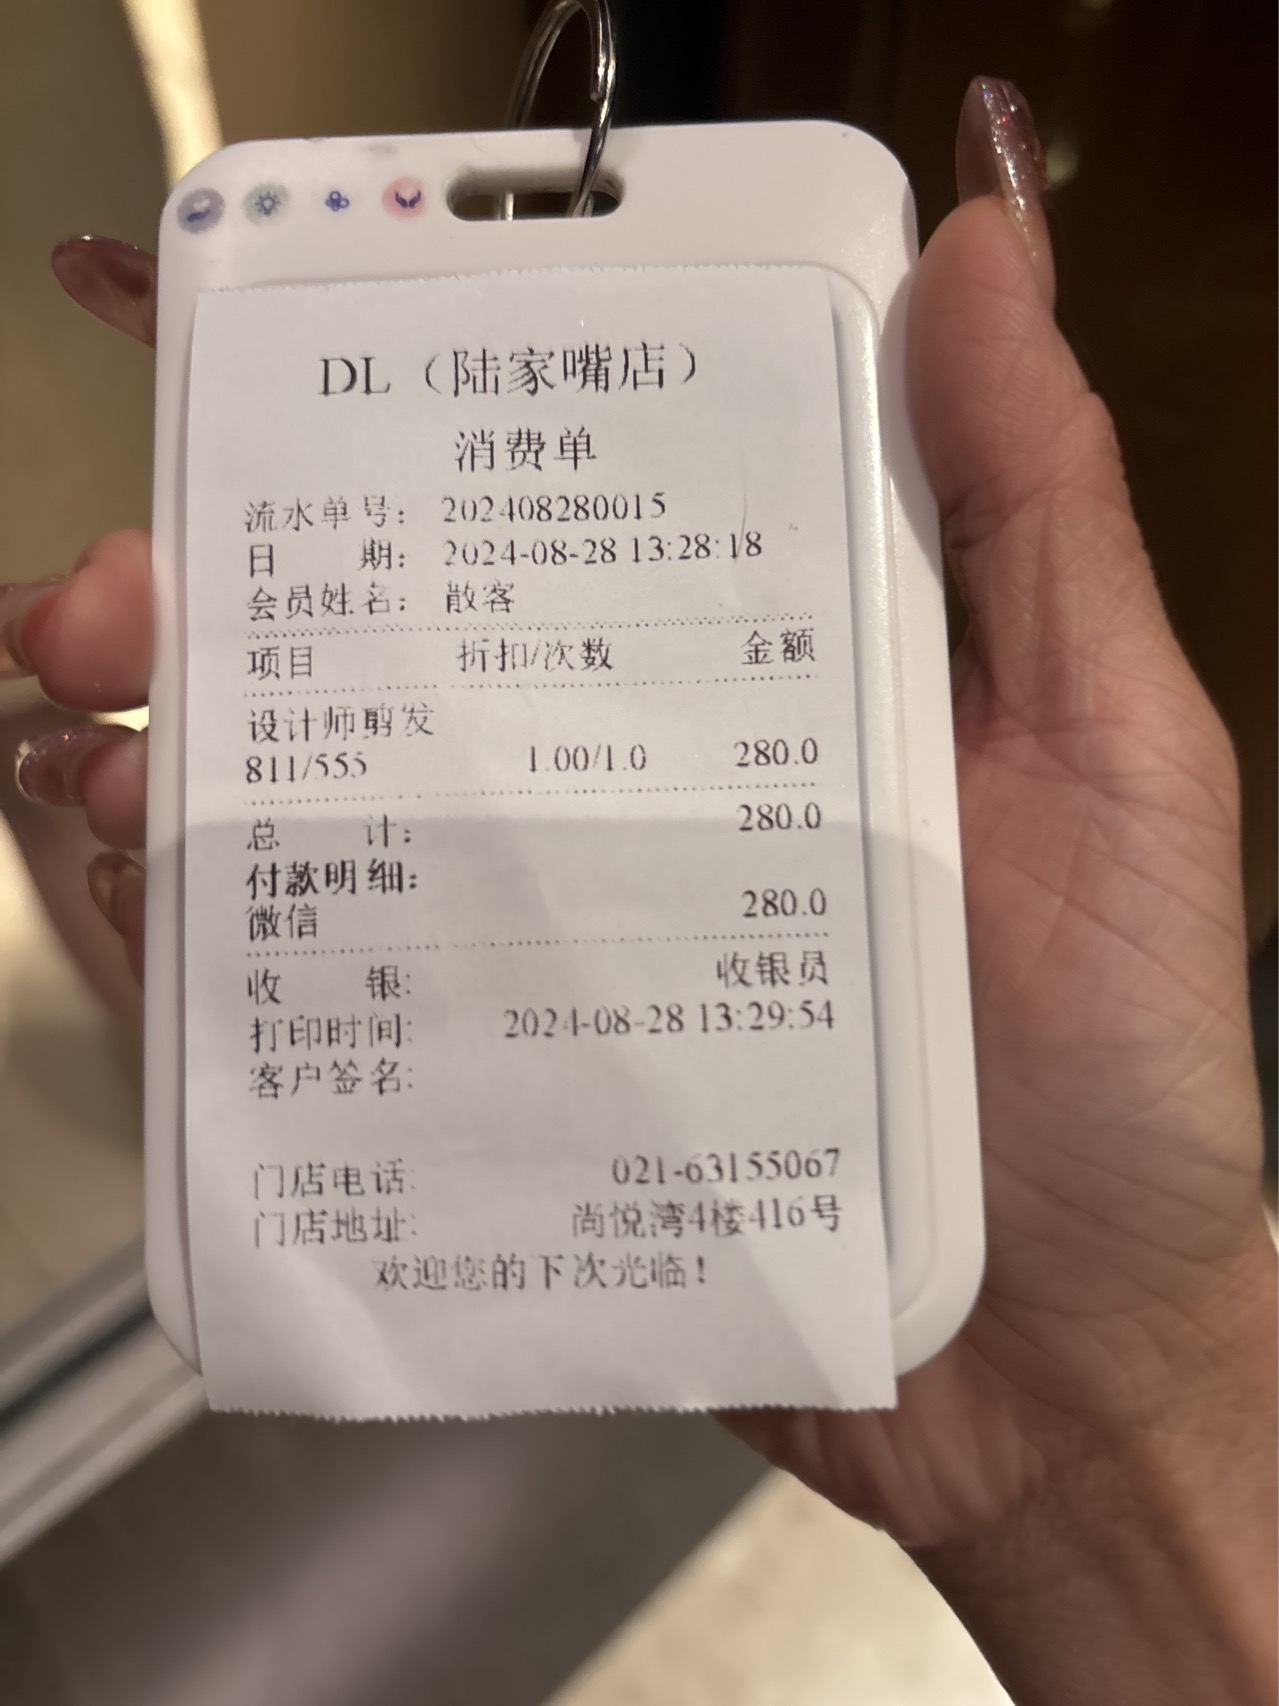 DL（陆家嘴店）
消费单
流水单号： 202408280015
日 期： 2024-08-28 13:28:18
会员姓名： 散客
项目 折扣/次数 金额
设计师剪发
811/555 1.00/1.0 280.0
总 计： 280.0
付款明细：
微信 280.0
收 银: 收银员
打印时间: 2024-08-28 13:29:54
客户签名:
门店电话: 021-63155067
门店地址: 尚悦湾4楼416号
欢迎您的下次光临！